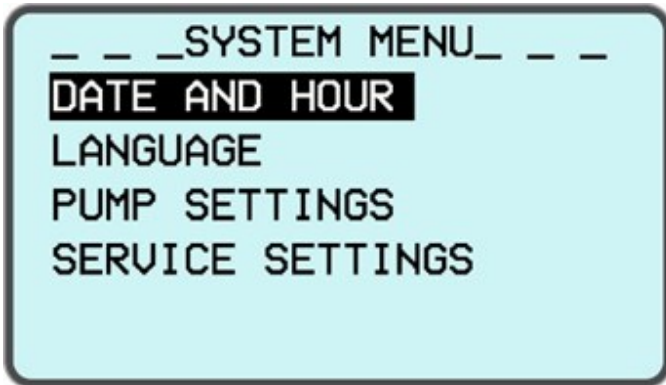 _ _ _SYSTEM MENU_ _ _
DATE AND HOUR
LANGUAGE
PUMP SETTINGS
SERVICE SETTINGS